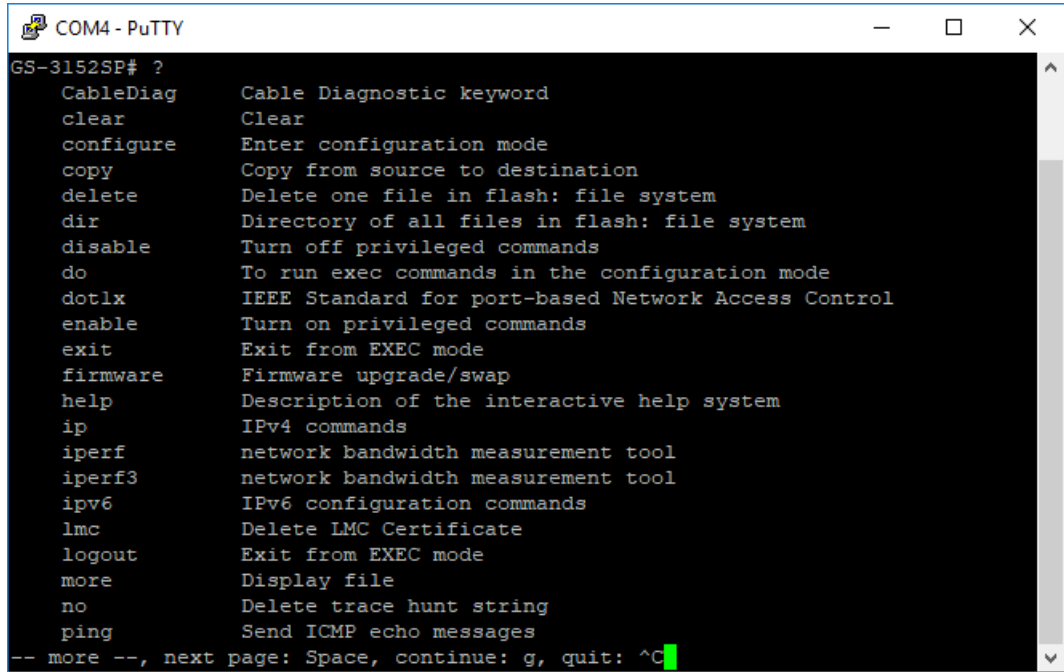 COM4 - PuTTY
GS-3152SP# ?
CableDiag Cable Diagnostic keyword
clear Clear
configure Enter configuration mode
copy Copy from source to destination
delete Delete one file in flash: file system
dir Directory of all files in flash: file system
disable Turn off privileged commands
do To run exec commands in the configuration mode
dot1x IEEE Standard for port-based Network Access Control
enable Turn on privileged commands
exit Exit from EXEC mode
firmware Firmware upgrade/swap
help Description of the interactive help system
ip IPv4 commands
iperf network bandwidth measurement tool
iperf3 network bandwidth measurement tool
ipv6 IPv6 configuration commands
lmc Delete LMC Certificate
logout Exit from EXEC mode
more Display file
no Delete trace hunt string
ping Send ICMP echo messages
-- more --, next page: Space, continue: g, quit: ^C